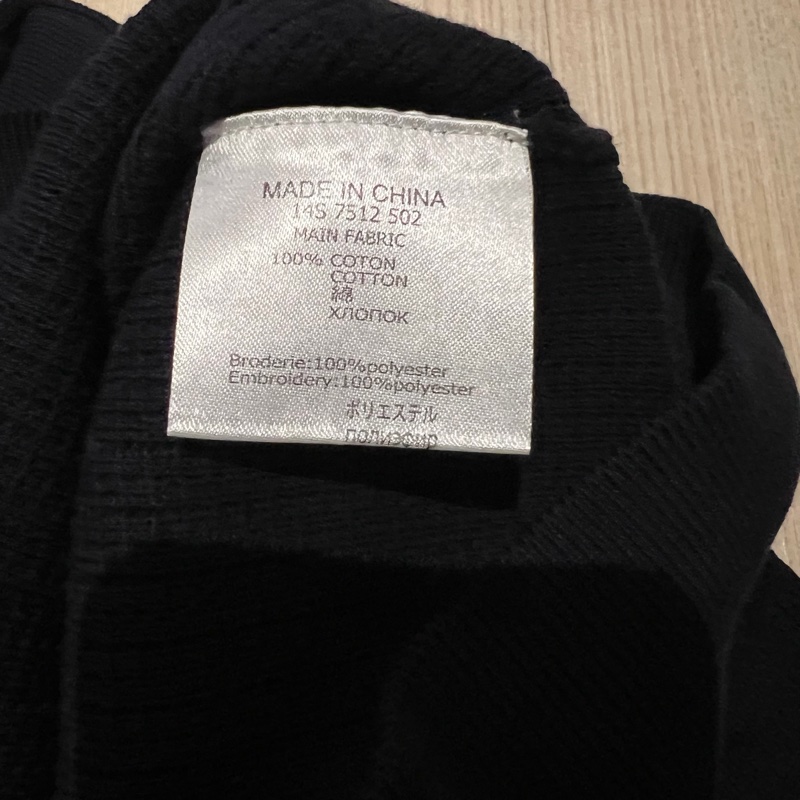 MADE IN CHINA
14S 7512 502
MAIN FABRIC
100% COTON
COTTON
綿
ХЛОПОК
Broderie:100%polyester
Embroidery:100%polyester
ポリエステル
полиэфир